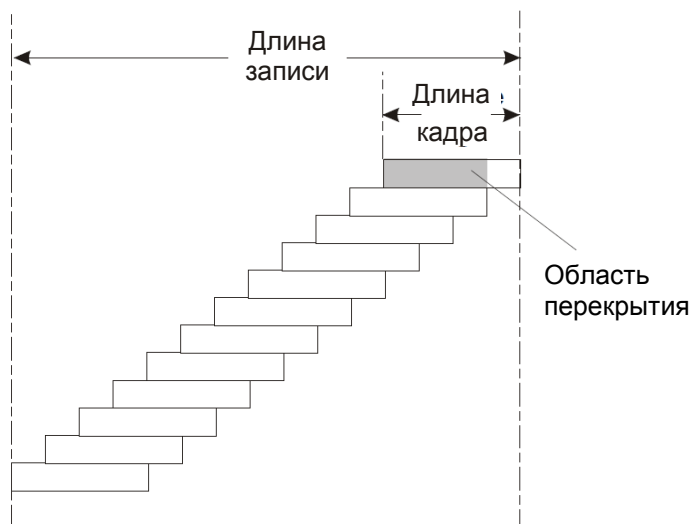 Длина
записи
Длина
кадра
Область
перекрытия